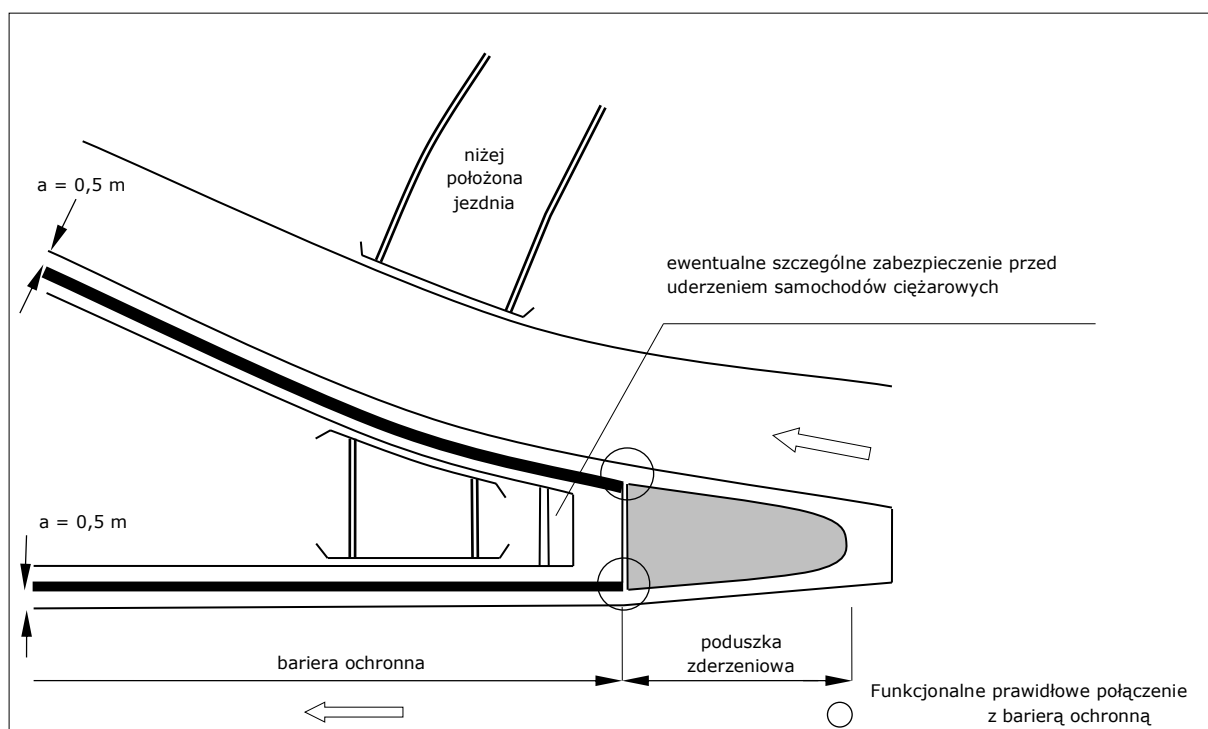 niżej
położona
jezdnia
a = 0,5 m
ewentualne szczególne zabezpieczenie przed
uderzeniem samochodów ciężarowych
a = 0,5 m
bariera ochronna
poduszka
zderzeniowa
Funkcjonalne prawidłowe połączenie
z barierą ochronną